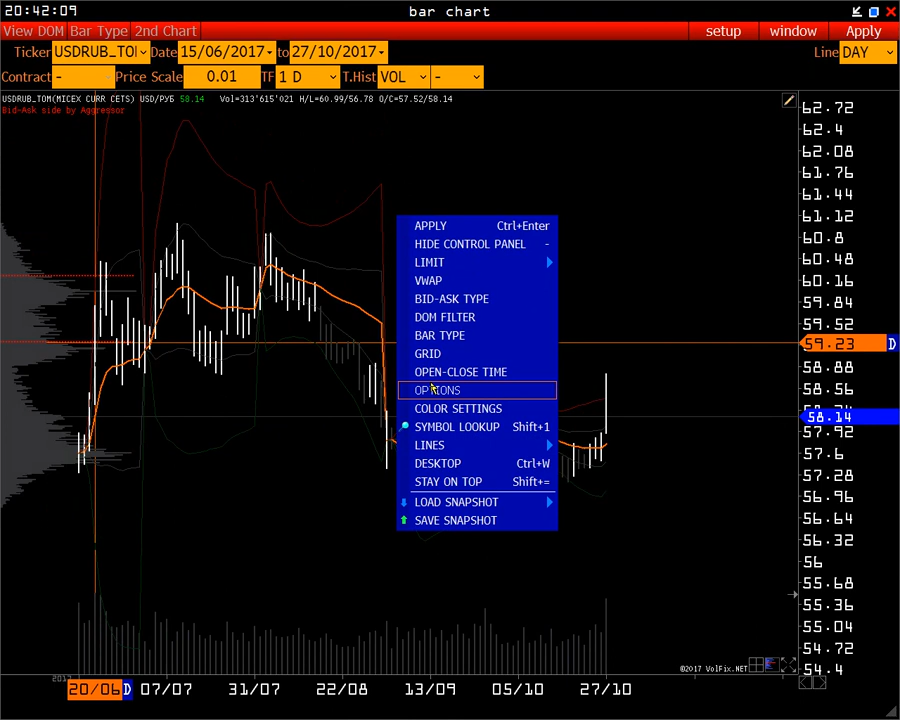 20:42:09 bar chart
View DOM Bar Type 2nd Chart setup window Apply
Ticker USDRUB_TO Date 15/06/2017 to 27/10/2017 Line DAY
Contract - Price Scale 0.01 TF 1 D T.Hist VOL -
USDRUB_TOM(MICEX CURR CETS) USD/РУБ 58.14 Vol=313'615'021 H/L=60.99/56.78 O/C=57.52/58.14
Bid-Ask side by Aggressor
62.72
62.4
62.08
61.76
61.44
61.12
60.8
60.48
60.16
59.84
59.52
59.23 D
58.88
58.56
58.14
57.92
57.6
57.28
56.96
56.64
56.32
56
55.68
55.36
55.04
54.72
54.4
APPLY Ctrl+Enter
HIDE CONTROL PANEL -
LIMIT
VWAP
BID-ASK TYPE
DOM FILTER
BAR TYPE
GRID
OPEN-CLOSE TIME
OPTIONS
COLOR SETTINGS
SYMBOL LOOKUP Shift+1
LINES
DESKTOP Ctrl+W
STAY ON TOP Shift+=
LOAD SNAPSHOT
SAVE SNAPSHOT
©2017 VolFix.NET
2017
20/06 D 07/07 31/07 22/08 13/09 05/10 27/10